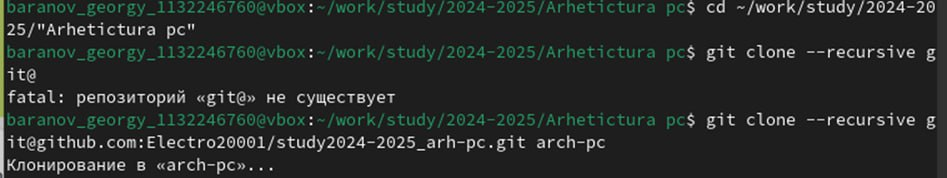 baranov_georgy_1132246760@vbox:~/work/study/2024-2025/Arhetictura pc$ cd ~/work/study/2024-20
25/"Arhetictura pc"
baranov_georgy_1132246760@vbox:~/work/study/2024-2025/Arhetictura pc$ git clone --recursive g
it@
fatal: репозиторий «git@» не существует
baranov_georgy_1132246760@vbox:~/work/study/2024-2025/Arhetictura pc$ git clone --recursive g
it@github.com:Electro20001/study2024-2025_arh-pc.git arch-pc
Клонирование в «arch-pc»...